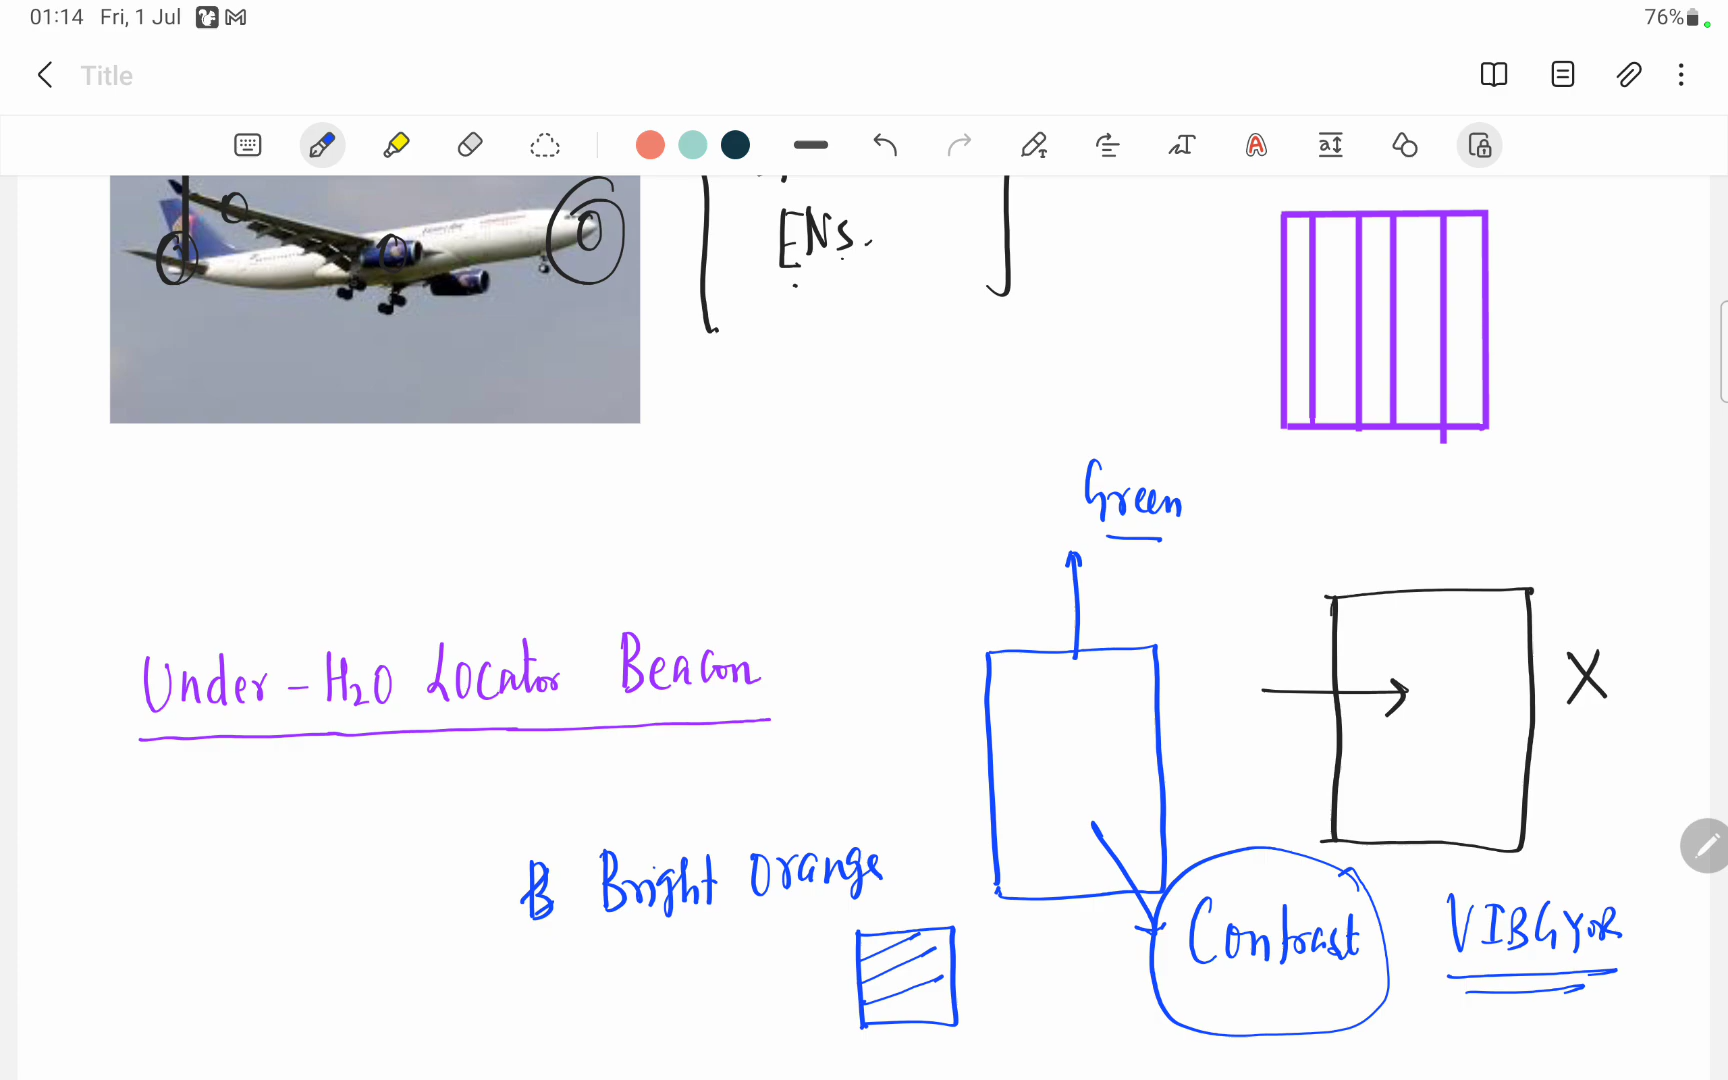 01:14 Fri, 1 Jul
76%
Title
ENs.
Green
Under-H2O Locator Beacon
X
B Bright Orange
Contrast
VIBGYOR